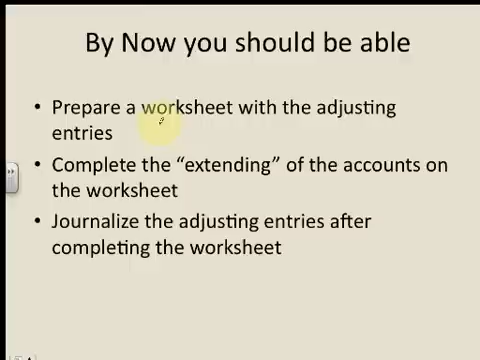 By Now you should be able
• Prepare a worksheet with the adjusting
entries
• Complete the “extending” of the accounts on
the worksheet
• Journalize the adjusting entries after
completing the worksheet